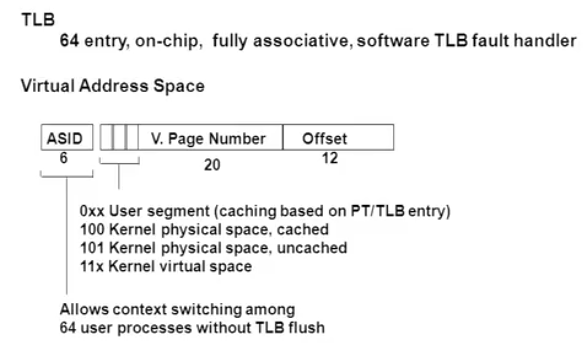 TLB
64 entry, on-chip, fully associative, software TLB fault handler
Virtual Address Space
ASID V. Page Number Offset
6 20 12
0xx User segment (caching based on PT/TLB entry)
100 Kernel physical space, cached
101 Kernel physical space, uncached
11x Kernel virtual space
Allows context switching among
64 user processes without TLB flush